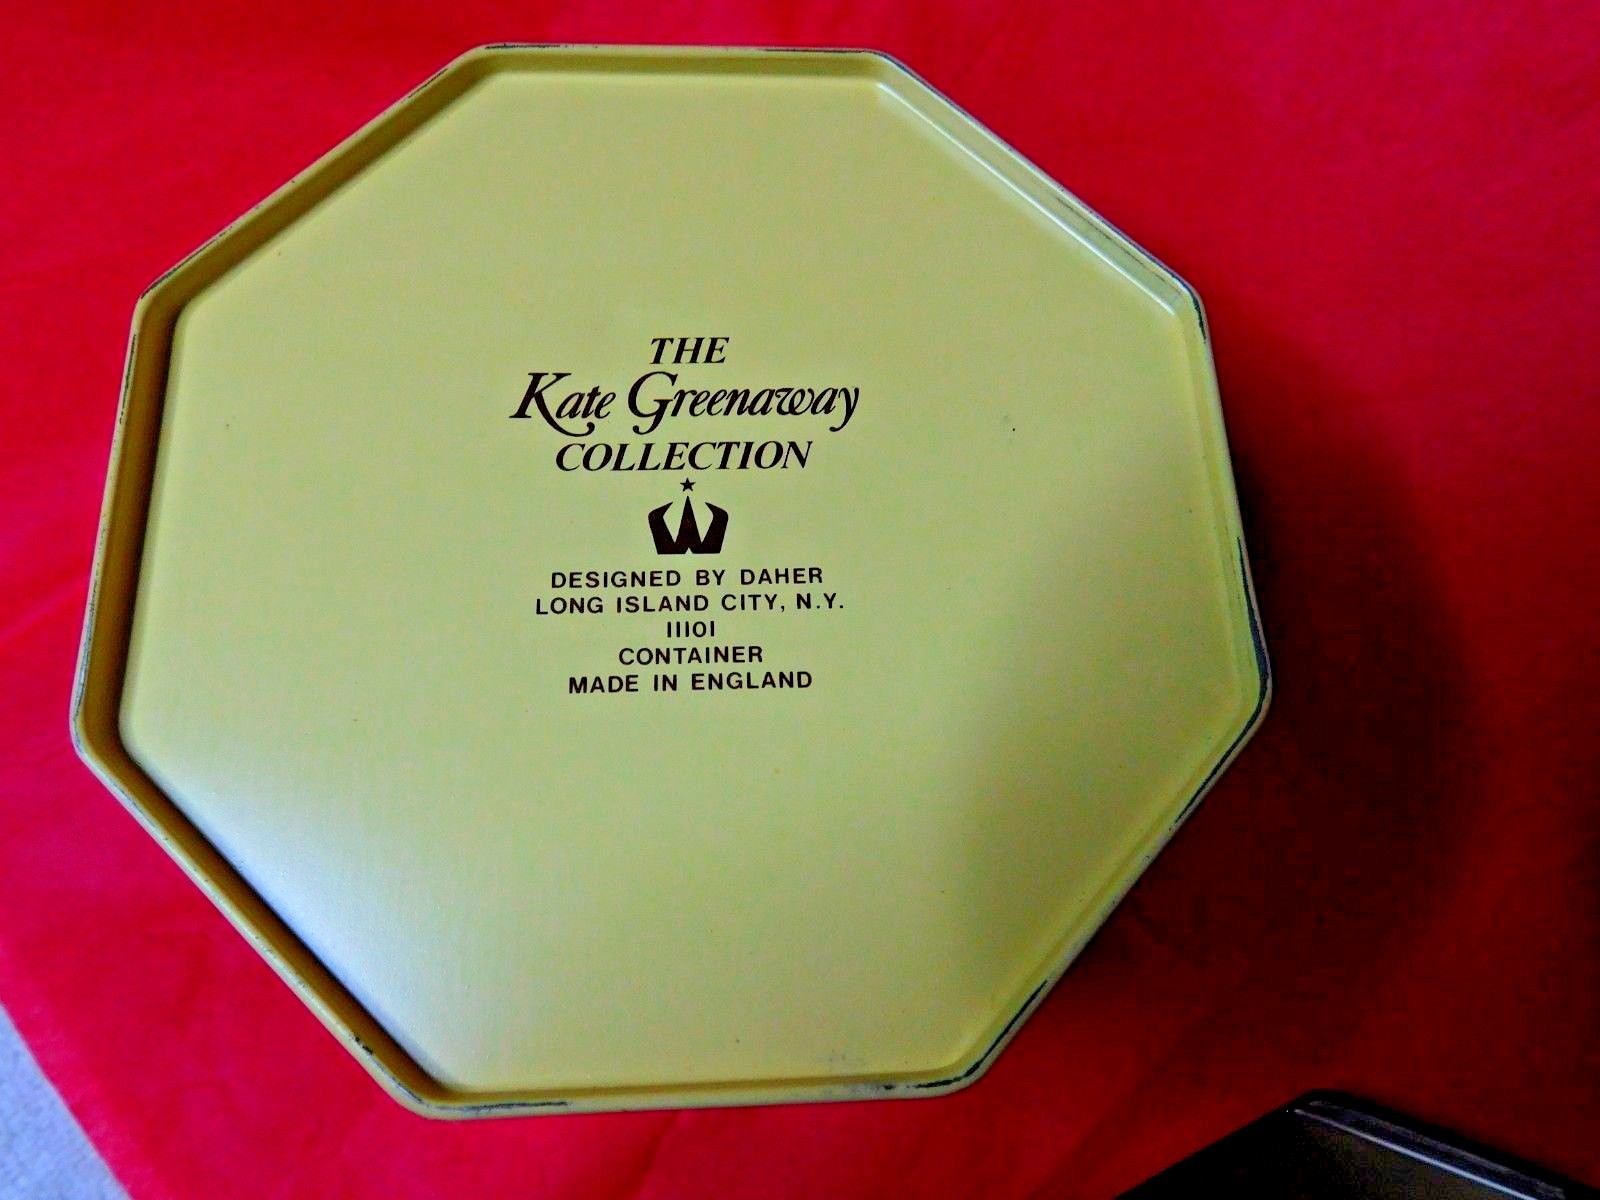 THE
Kate Greenaway
COLLECTION
DESIGNED BY DAHER
LONG ISLAND CITY, N.Y.
11101
CONTAINER
MADE IN ENGLAND